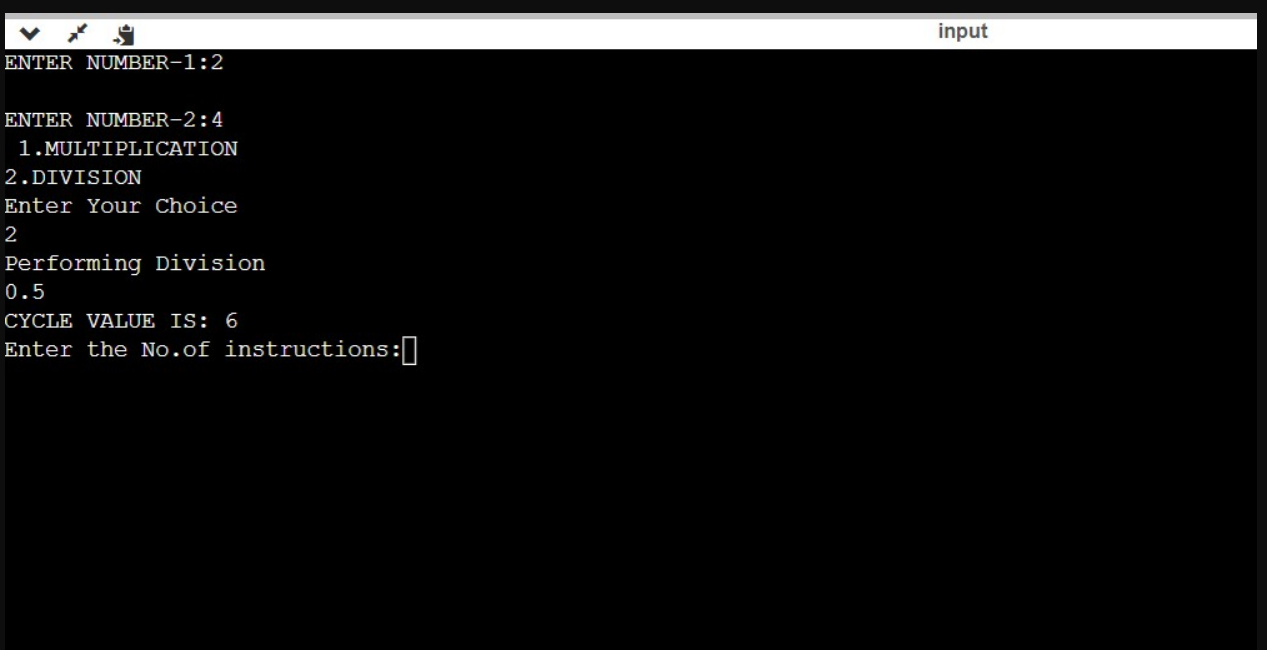 input
ENTER NUMBER-1:2
ENTER NUMBER-2:4
1.MULTIPLICATION
2.DIVISION
Enter Your Choice
2
Performing Division
0.5
CYCLE VALUE IS: 6
Enter the No.of instructions: